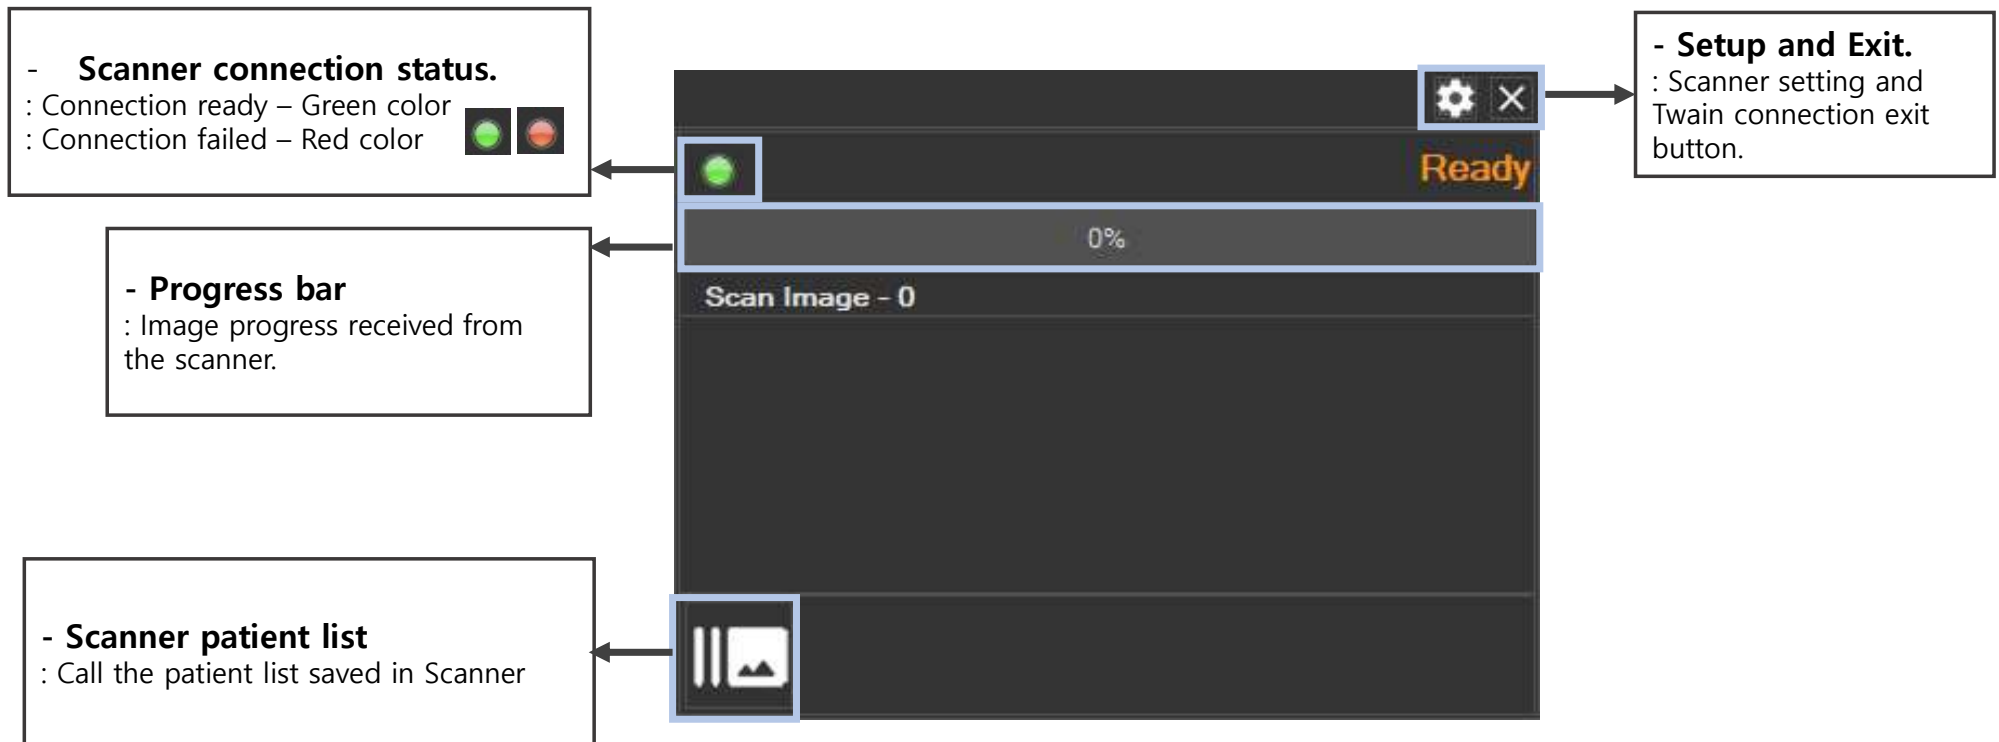 - Scanner connection status.
: Connection ready – Green color
: Connection failed – Red color
- Setup and Exit.
: Scanner setting and
Twain connection exit
button.
Ready
0%
- Progress bar
: Image progress received from
the scanner.
Scan Image - 0
- Scanner patient list
: Call the patient list saved in Scanner